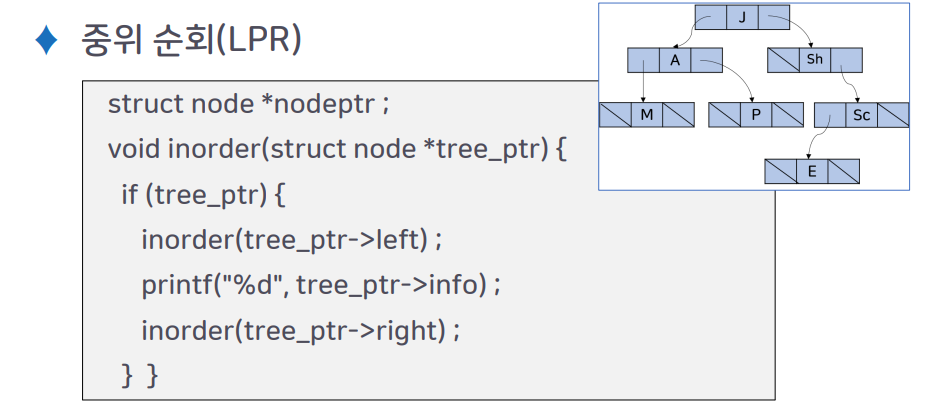 중위 순회(LPR)
struct node *nodeptr ;
void inorder(struct node *tree_ptr) {
if (tree_ptr) {
inorder(tree_ptr->left) ;
printf("%d", tree_ptr->info) ;
inorder(tree_ptr->right) ;
} }
J
A Sh
M P Sc
E